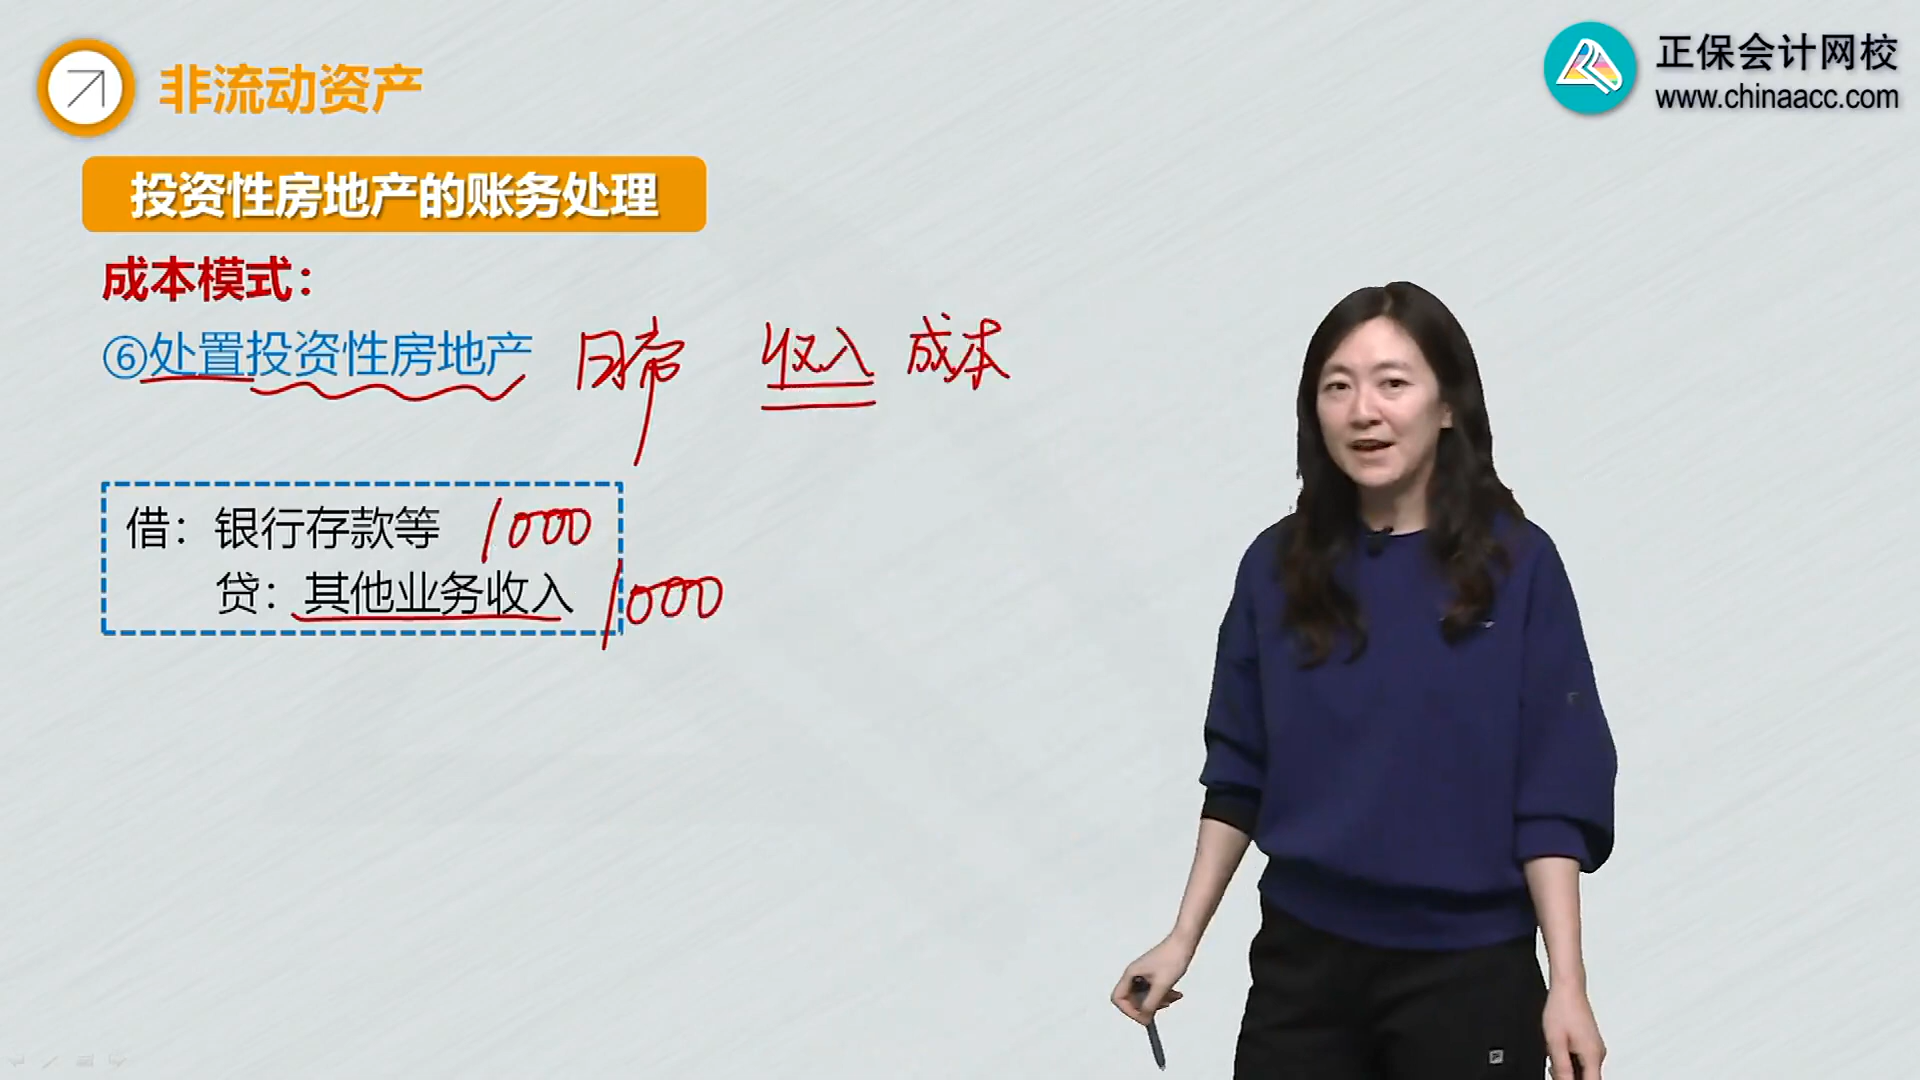 非流动资产
正保会计网校
www.chinaacc.com
投资性房地产的账务处理
成本模式：
⑥处置投资性房地产 日常 收入 成本
借：银行存款等 1000
贷：其他业务收入 1000